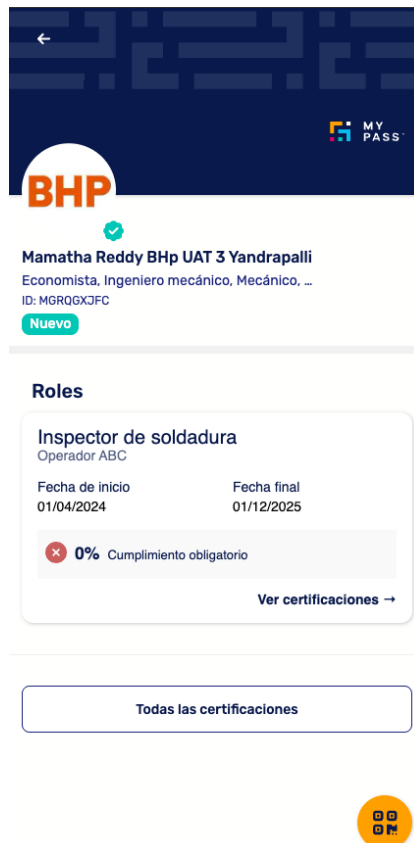 MY
PASS
BHP
Mamatha Reddy BHp UAT 3 Yandrapalli
Economista, Ingeniero mecánico, Mecánico, ...
ID: MGRQGXJFC
Nuevo
Roles
Inspector de soldadura
Operador ABC
Fecha de inicio
Fecha final
01/04/2024
01/12/2025
0% Cumplimiento obligatorio
Ver certificaciones →
Todas las certificaciones